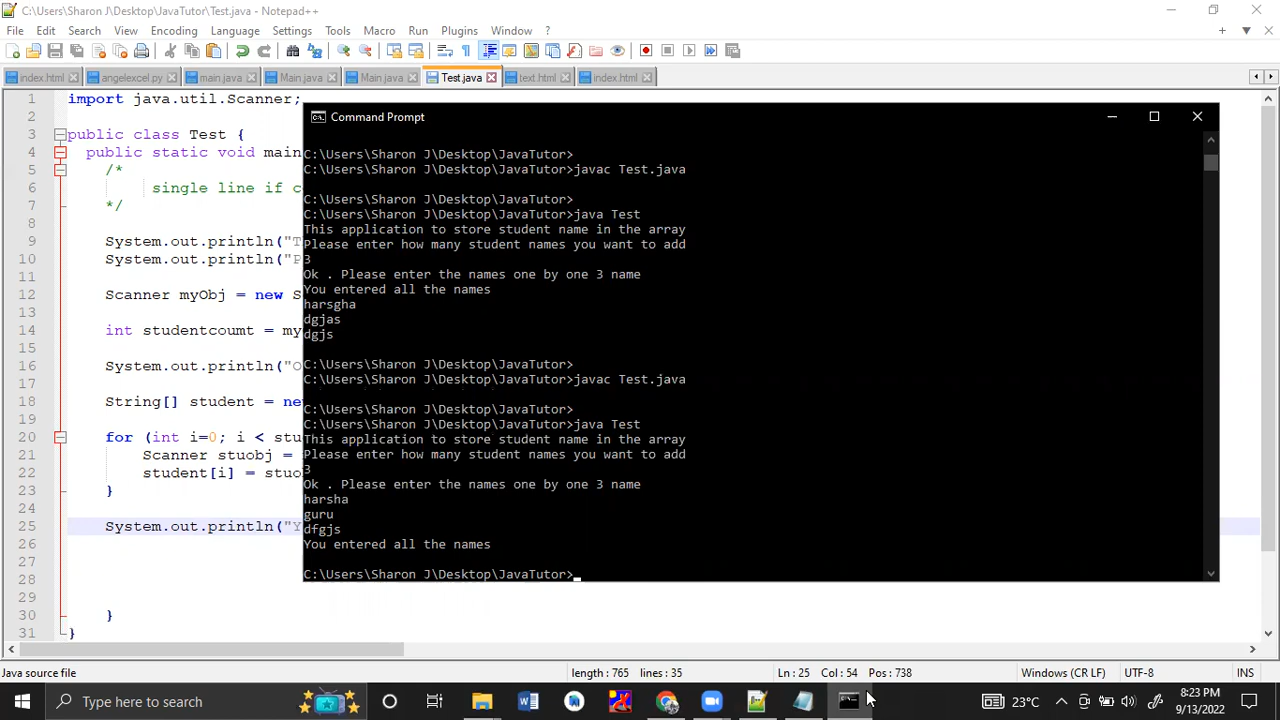 C:\Users\Sharon J\Desktop\JavaTutor\Test.java - Notepad++
File Edit Search View Encoding Language Settings Tools Macro Run Plugins Window ?
index.html angelexcel.py main.java Main.java Main.java Test.java text.html index.html
1 import java.util.Scanner;
2
3 public class Test {
4 public static void main
5 /*
6 single line if c
7 */
8
9 System.out.println("T
10 System.out.println("P
11
12 Scanner myObj = new S
13
14 int studentcoumt = my
15
16 System.out.println("O
17
18 String[] student = new
19
20 for (int i=0; i < stu
21 Scanner stuobj =
22 student[i] = stuo
23 }
24
25 System.out.println("Y
26
27
28
29
30 }
31 }
Command Prompt
C:\Users\Sharon J\Desktop\JavaTutor>
C:\Users\Sharon J\Desktop\JavaTutor>javac Test.java
C:\Users\Sharon J\Desktop\JavaTutor>
C:\Users\Sharon J\Desktop\JavaTutor>java Test
This application to store student name in the array
Please enter how many student names you want to add
3
Ok . Please enter the names one by one 3 name
You entered all the names
harsgha
dgjas
dgjs
C:\Users\Sharon J\Desktop\JavaTutor>
C:\Users\Sharon J\Desktop\JavaTutor>javac Test.java
C:\Users\Sharon J\Desktop\JavaTutor>
C:\Users\Sharon J\Desktop\JavaTutor>java Test
This application to store student name in the array
Please enter how many student names you want to add
3
Ok . Please enter the names one by one 3 name
harsha
guru
dfgjs
You entered all the names
C:\Users\Sharon J\Desktop\JavaTutor>
Java source file length : 765 lines : 35 Ln : 25 Col : 54 Pos : 738 Windows (CR LF) UTF-8 INS
Type here to search
23°C
8:23 PM
9/13/2022